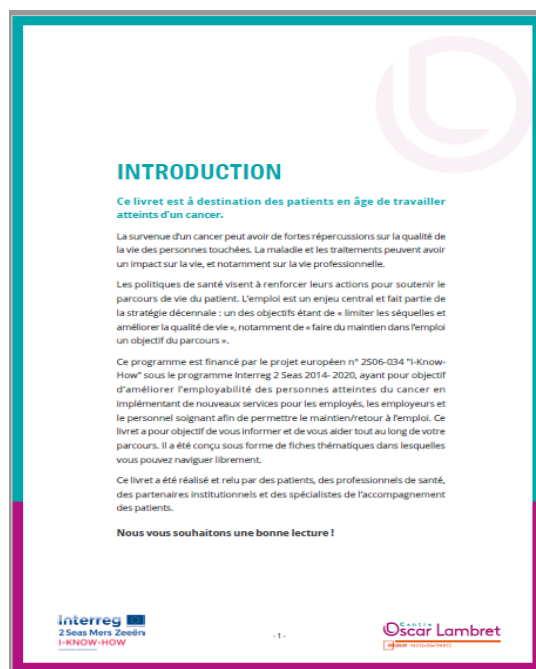 INTRODUCTION
Ce livret est à destination des patients en âge de travailler
atteints d'un cancer.
La survenue d'un cancer peut avoir de fortes répercussions sur la qualité de
la vie des personnes touchées. La maladie et les traitements peuvent avoir
un impact sur la vie, et notamment sur la vie professionnelle.
Les politiques de santé visent à renforcer leurs actions pour soutenir le
parcours de vie du patient. L'emploi est un enjeu central et fait partie de
la stratégie décennale : un des objectifs étant de « limiter les séquelles et
améliorer la qualité de vie », notamment de « faire du maintien dans l'emploi
un objectif du parcours ».
Ce programme est financé par le projet européen n° 2S06-034 "I-Know-
How" sous le programme Interreg 2 Seas 2014- 2020, ayant pour objectif
d'améliorer l'employabilité des personnes atteintes du cancer en
implémentant de nouveaux services pour les employés, les employeurs et
le personnel soignant afin de permettre le maintien/retour à l'emploi. Ce
livret a pour objectif de vous informer et de vous aider tout au long de votre
parcours. Il a été conçu sous forme de fiches thématiques dans lesquelles
vous pouvez naviguer librement.
Ce livret a été réalisé et relu par des patients, des professionnels de santé,
des partenaires institutionnels et des spécialistes de l'accompagnement
des patients.
Nous vous souhaitons une bonne lecture !
Interreg
2 Seas Mers Zeeën
I-KNOW-HOW
- 1 -
Centre
Oscar Lambret